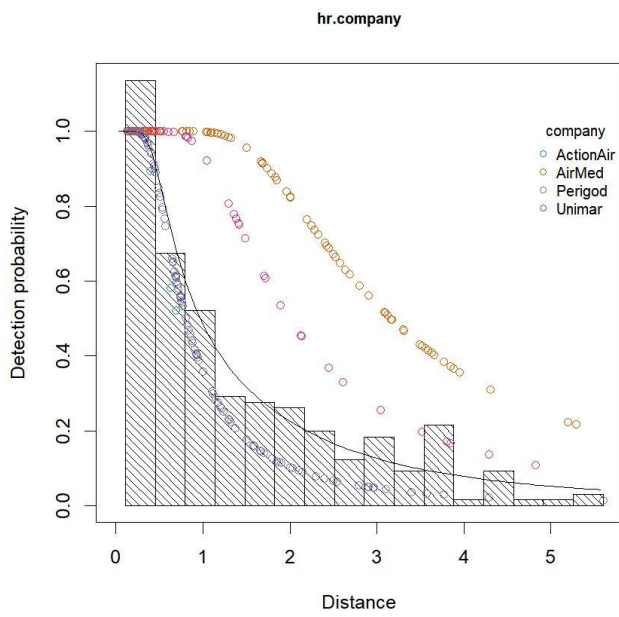 hr.company
Detection probability
1.0
0.8
0.6
0.4
0.2
0.0
company
ActionAir
AirMed
Perigod
Unimar
0 1 2 3 4 5
Distance